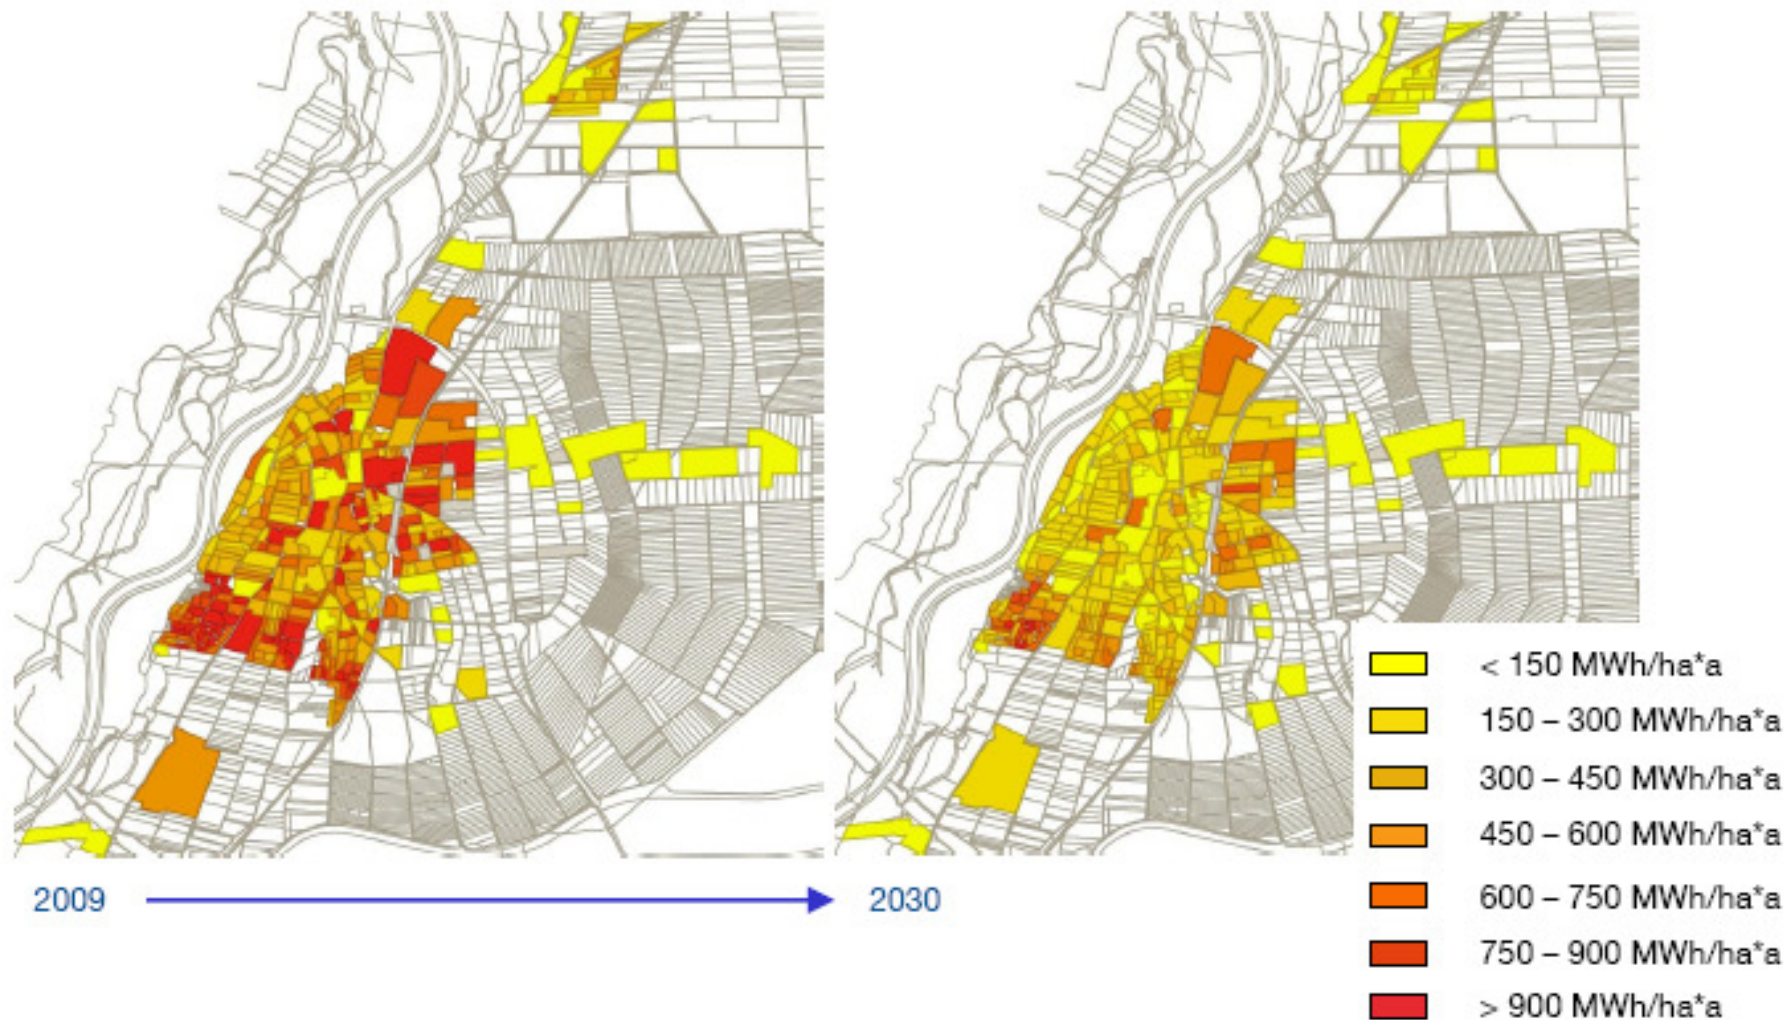 < 150 MWh/ha*a
150 – 300 MWh/ha*a
300 – 450 MWh/ha*a
450 – 600 MWh/ha*a
600 – 750 MWh/ha*a
750 – 900 MWh/ha*a
> 900 MWh/ha*a
2009
2030